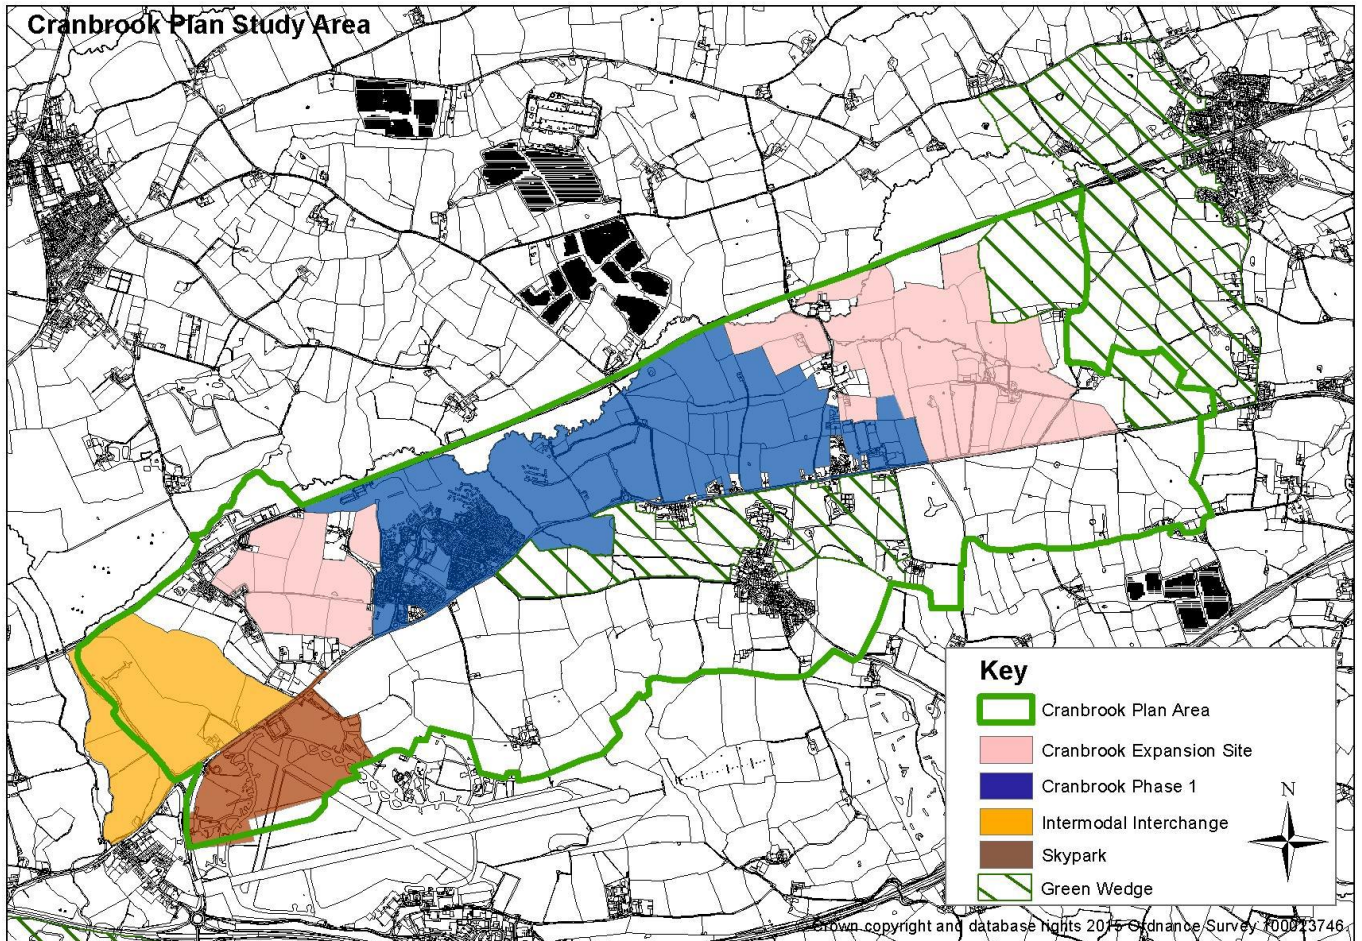 Cranbrook Plan Study Area
Key
Cranbrook Plan Area
Cranbrook Expansion Site
Cranbrook Phase 1
Intermodal Interchange
Skypark
Green Wedge
N
Crown copyright and database rights 2015 Ordnance Survey 100023746